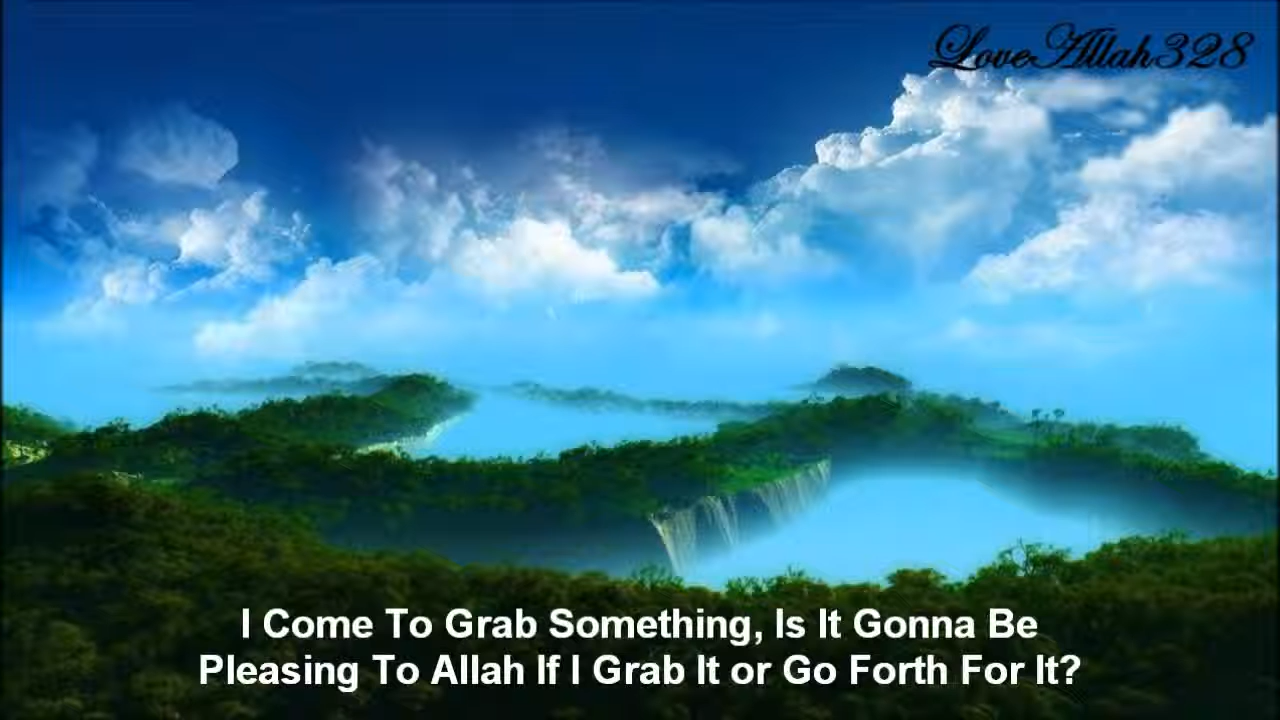 LoveAllah328
I Come To Grab Something, Is It Gonna Be
Pleasing To Allah If I Grab It or Go Forth For It?